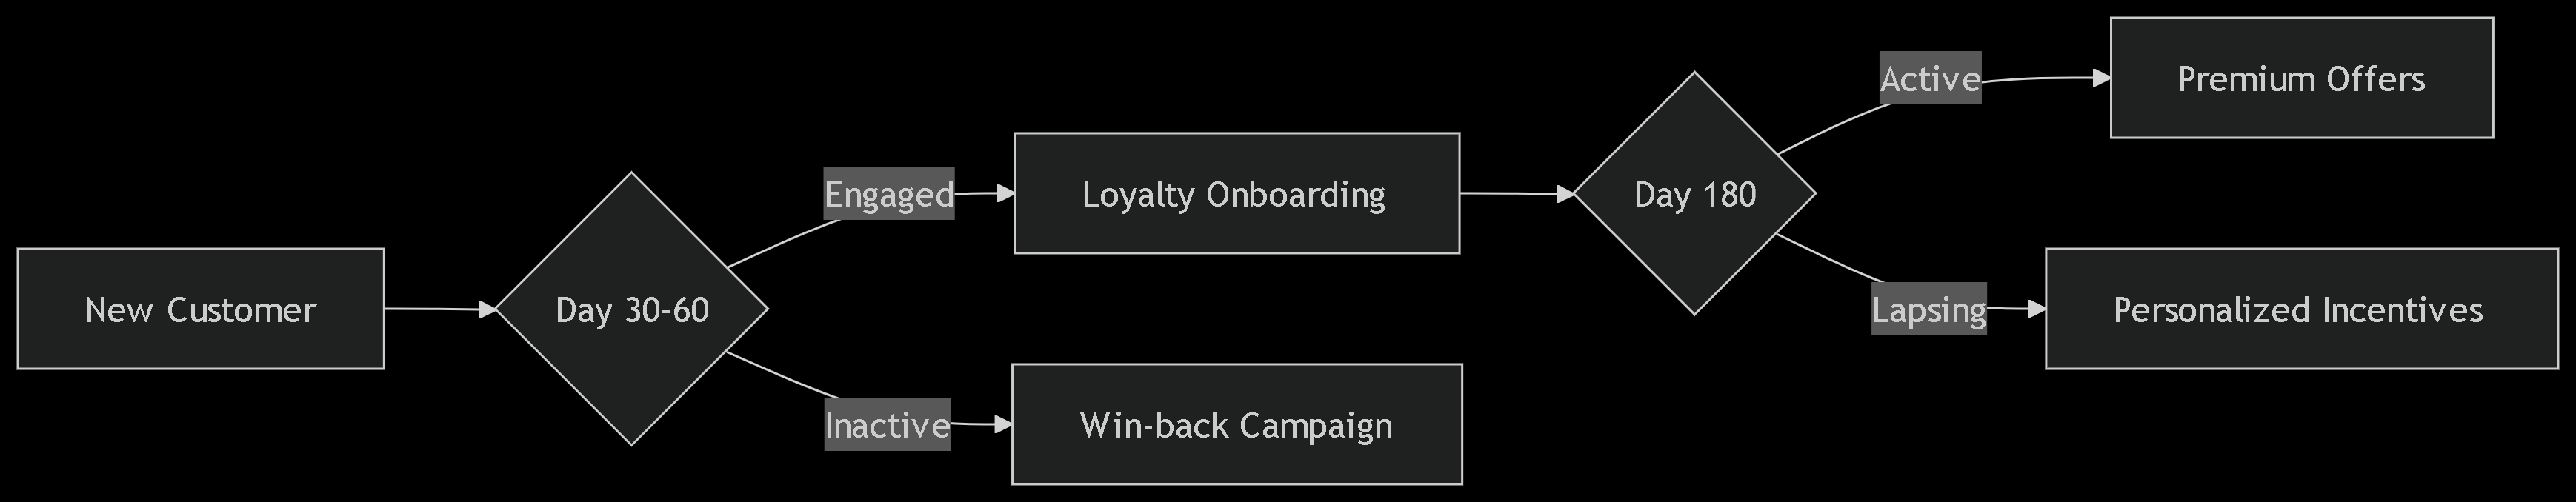 New Customer
Day 30-60
Engaged
Inactive
Loyalty Onboarding
Win-back Campaign
Day 180
Active
Lapsing
Premium Offers
Personalized Incentives